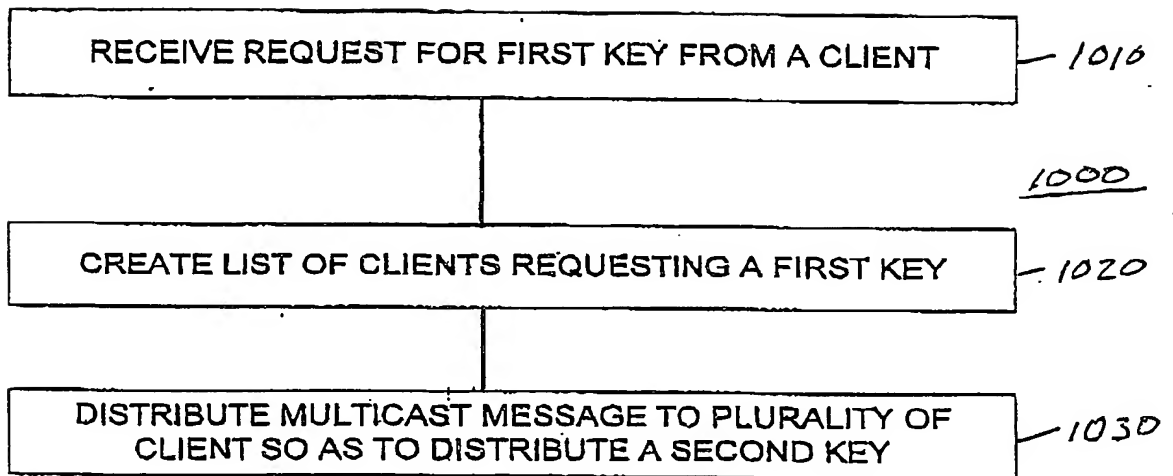 RECEIVE REQUEST FOR FIRST KEY FROM A CLIENT
1010
1000
CREATE LIST OF CLIENTS REQUESTING A FIRST KEY
1020
DISTRIBUTE MULTICAST MESSAGE TO PLURALITY OF
CLIENT SO AS TO DISTRIBUTE A SECOND KEY
1030